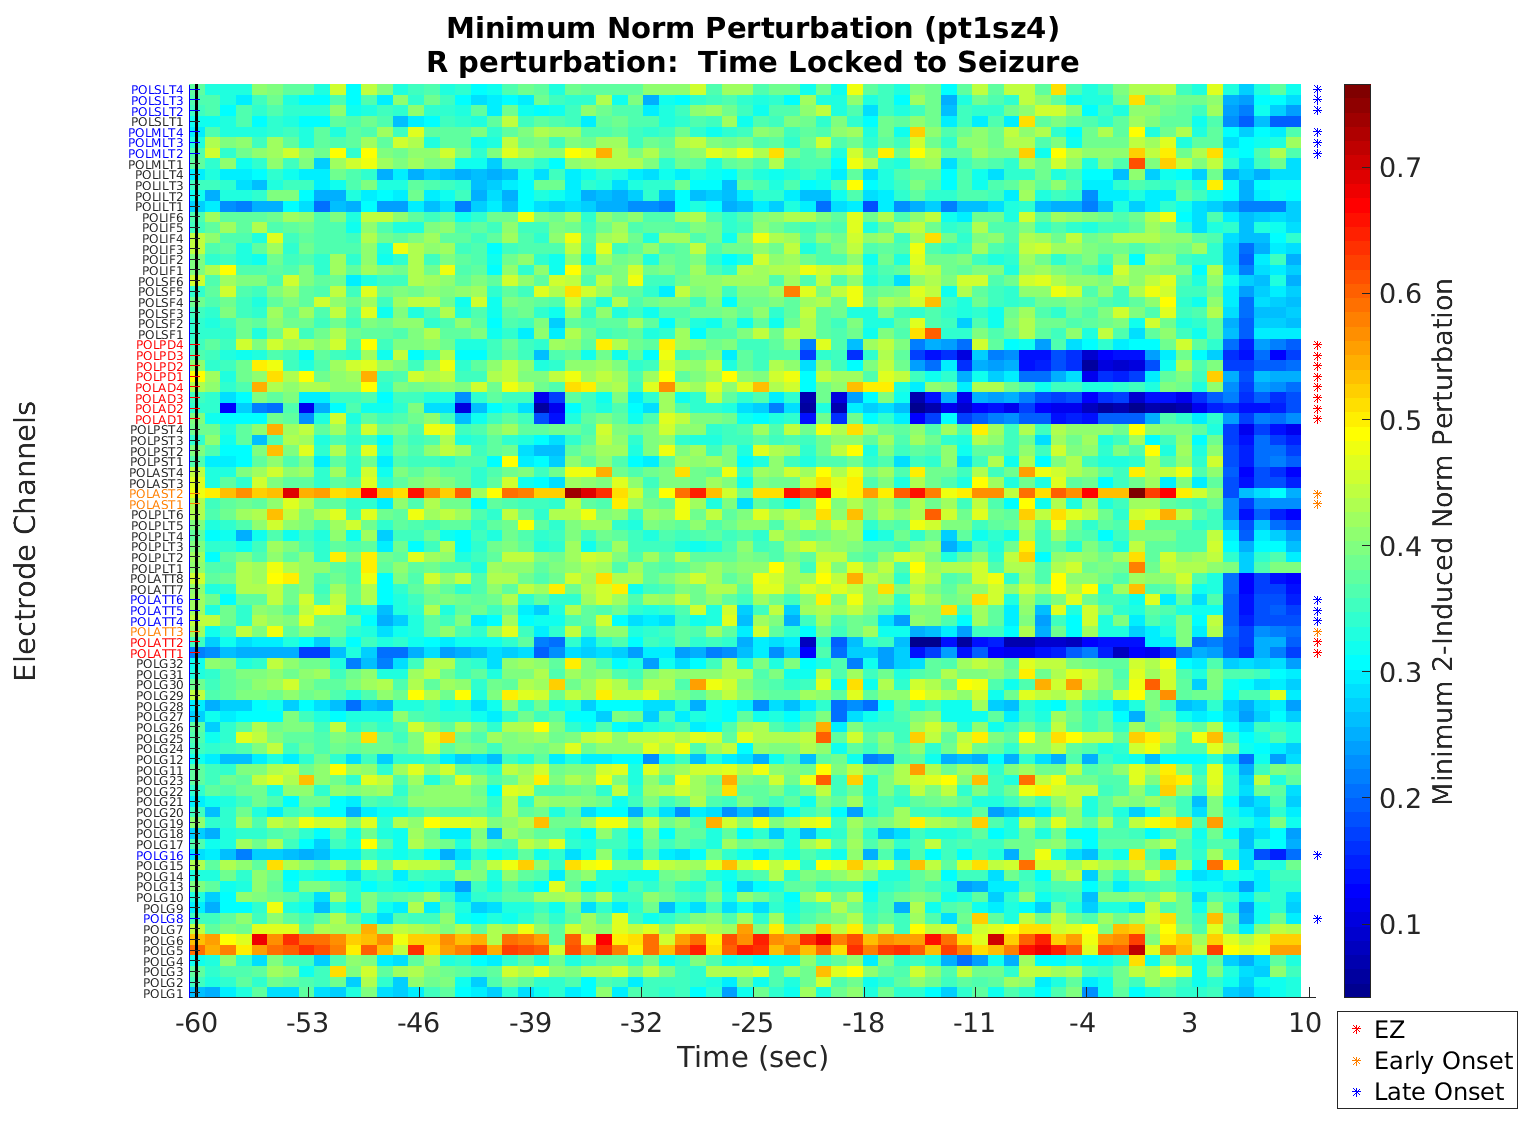 Minimum Norm Perturbation (pt1sz4)
R perturbation: Time Locked to Seizure
Electrode Channels
POLSLT4
POLSLT3
POLSLT2
POLSLT1
POLMLT4
POLMLT3
POLMLT2
POLMLT1
POLILT4
POLILT3
POLILT2
POLILT1
POLIF6
POLIF5
POLIF4
POLIF3
POLIF2
POLIF1
POLSF6
POLSF5
POLSF4
POLSF3
POLSF2
POLSF1
POLPD4
POLPD3
POLPD2
POLPD1
POLAD4
POLAD3
POLAD2
POLAD1
POLPST4
POLPST3
POLPST2
POLPST1
POLAST4
POLAST3
POLAST2
POLAST1
POLPLT6
POLPLT5
POLPLT4
POLPLT3
POLPLT2
POLPLT1
POLATT8
POLATT7
POLATT6
POLATT5
POLATT4
POLATT3
POLATT2
POLATT1
POLG32
POLG31
POLG30
POLG29
POLG28
POLG27
POLG26
POLG25
POLG24
POLG12
POLG11
POLG23
POLG22
POLG21
POLG20
POLG19
POLG18
POLG17
POLG16
POLG15
POLG14
POLG13
POLG10
POLG9
POLG8
POLG7
POLG6
POLG5
POLG4
POLG3
POLG2
POLG1
-60 -53 -46 -39 -32 -25 -18 -11 -4 3 10
Time (sec)
0.7
0.6
0.5
0.4
0.3
0.2
0.1
Minimum 2-Induced Norm Perturbation
EZ
Early Onset
Late Onset